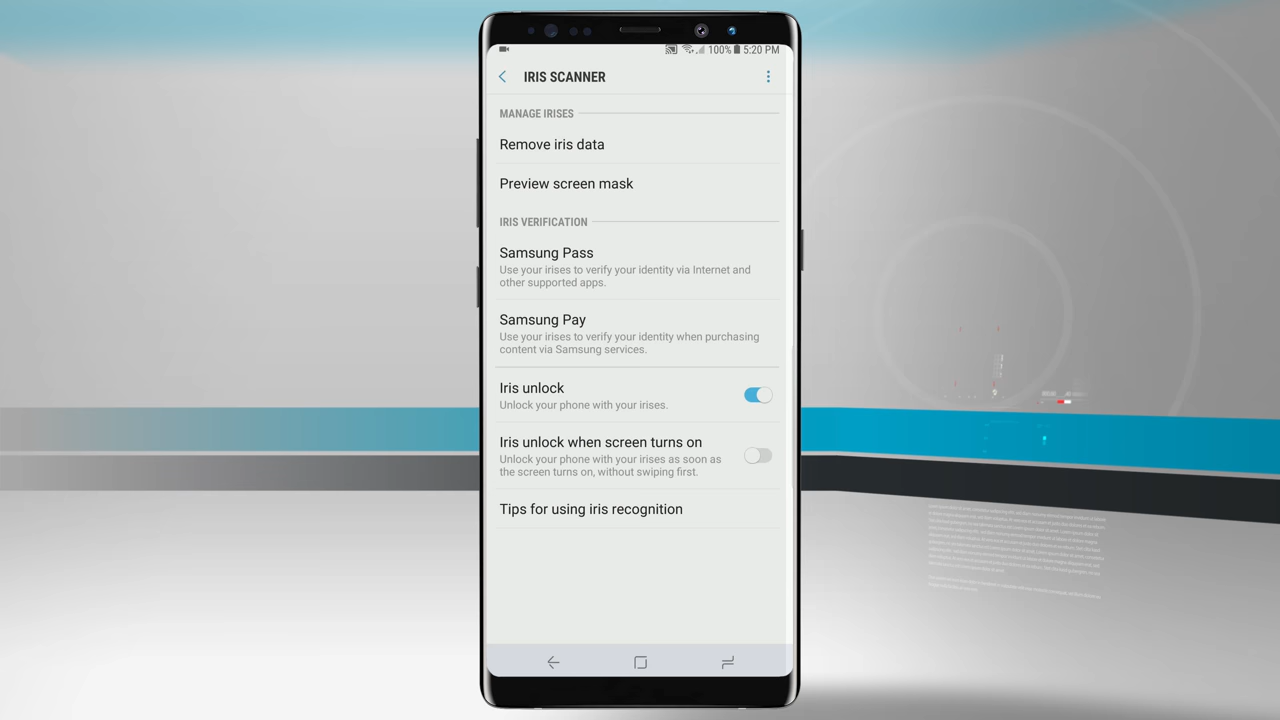 100% 5:20 PM
IRIS SCANNER
MANAGE IRISES
Remove iris data
Preview screen mask
IRIS VERIFICATION
Samsung Pass
Use your irises to verify your identity via Internet and
other supported apps.
Samsung Pay
Use your irises to verify your identity when purchasing
content via Samsung services.
Iris unlock
Unlock your phone with your irises.
Iris unlock when screen turns on
Unlock your phone with your irises as soon as
the screen turns on, without swiping first.
Tips for using iris recognition